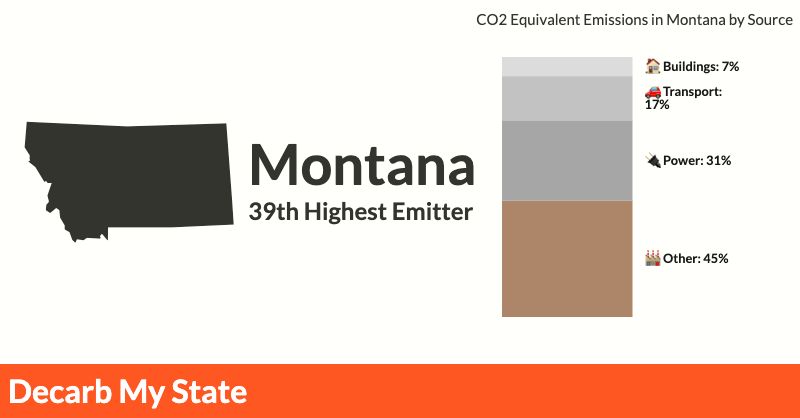 CO2 Equivalent Emissions in Montana by Source
Buildings: 7%
Transport:
17%
Power: 31%
Other: 45%
Montana
39th Highest Emitter
Decarb My State